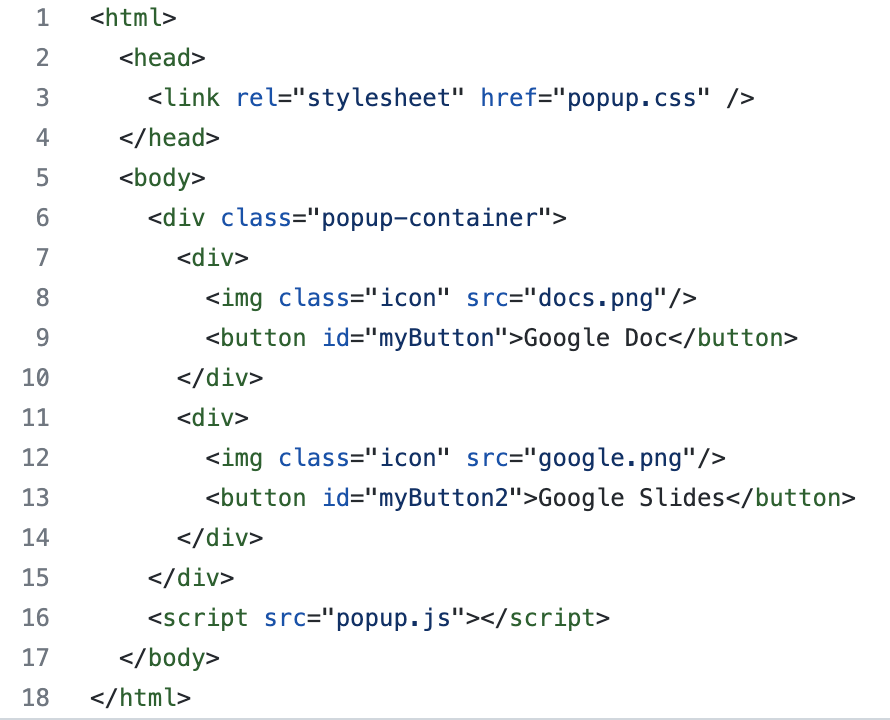 1 <html>
2 <head>
3 <link rel="stylesheet" href="popup.css" />
4 </head>
5 <body>
6 <div class="popup-container">
7 <div>
8 <img class="icon" src="docs.png"/>
9 <button id="myButton">Google Doc</button>
10 </div>
11 <div>
12 <img class="icon" src="google.png"/>
13 <button id="myButton2">Google Slides</button>
14 </div>
15 </div>
16 <script src="popup.js"></script>
17 </body>
18 </html>